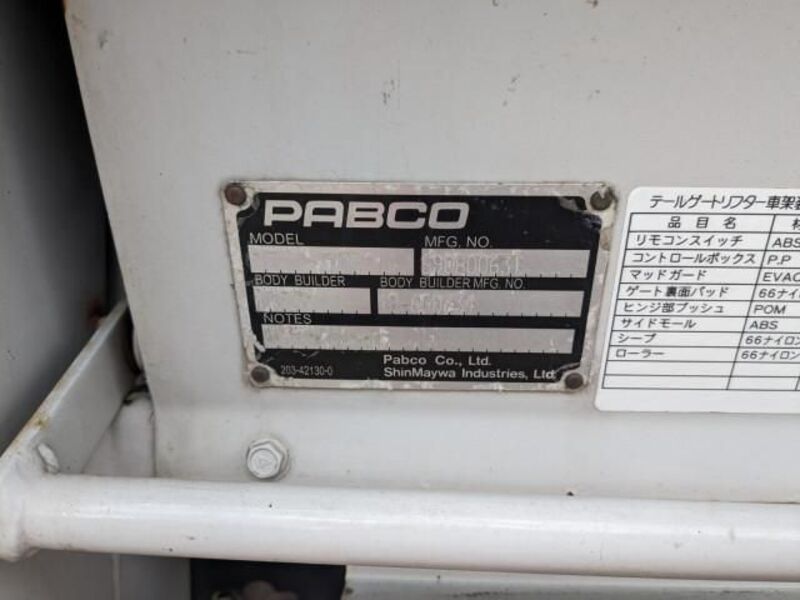 PABCO
MODEL MFG. NO.
BODY BUILDER BODY BUILDER MFG. NO.
NOTES
203-42130-0
Pabco Co., Ltd.
ShinMaywa Industries, Ltd.
テールゲートリフター車架装
品目名
リモコンスイッチ ABS
コントロールボックス P.P
マッドガード EVAC
ゲート裏面パッド 66ナイロ
ヒンジ部ブッシュ POM
サイドモール ABS
シーブ 66ナイロン
ローラー 66ナイロン